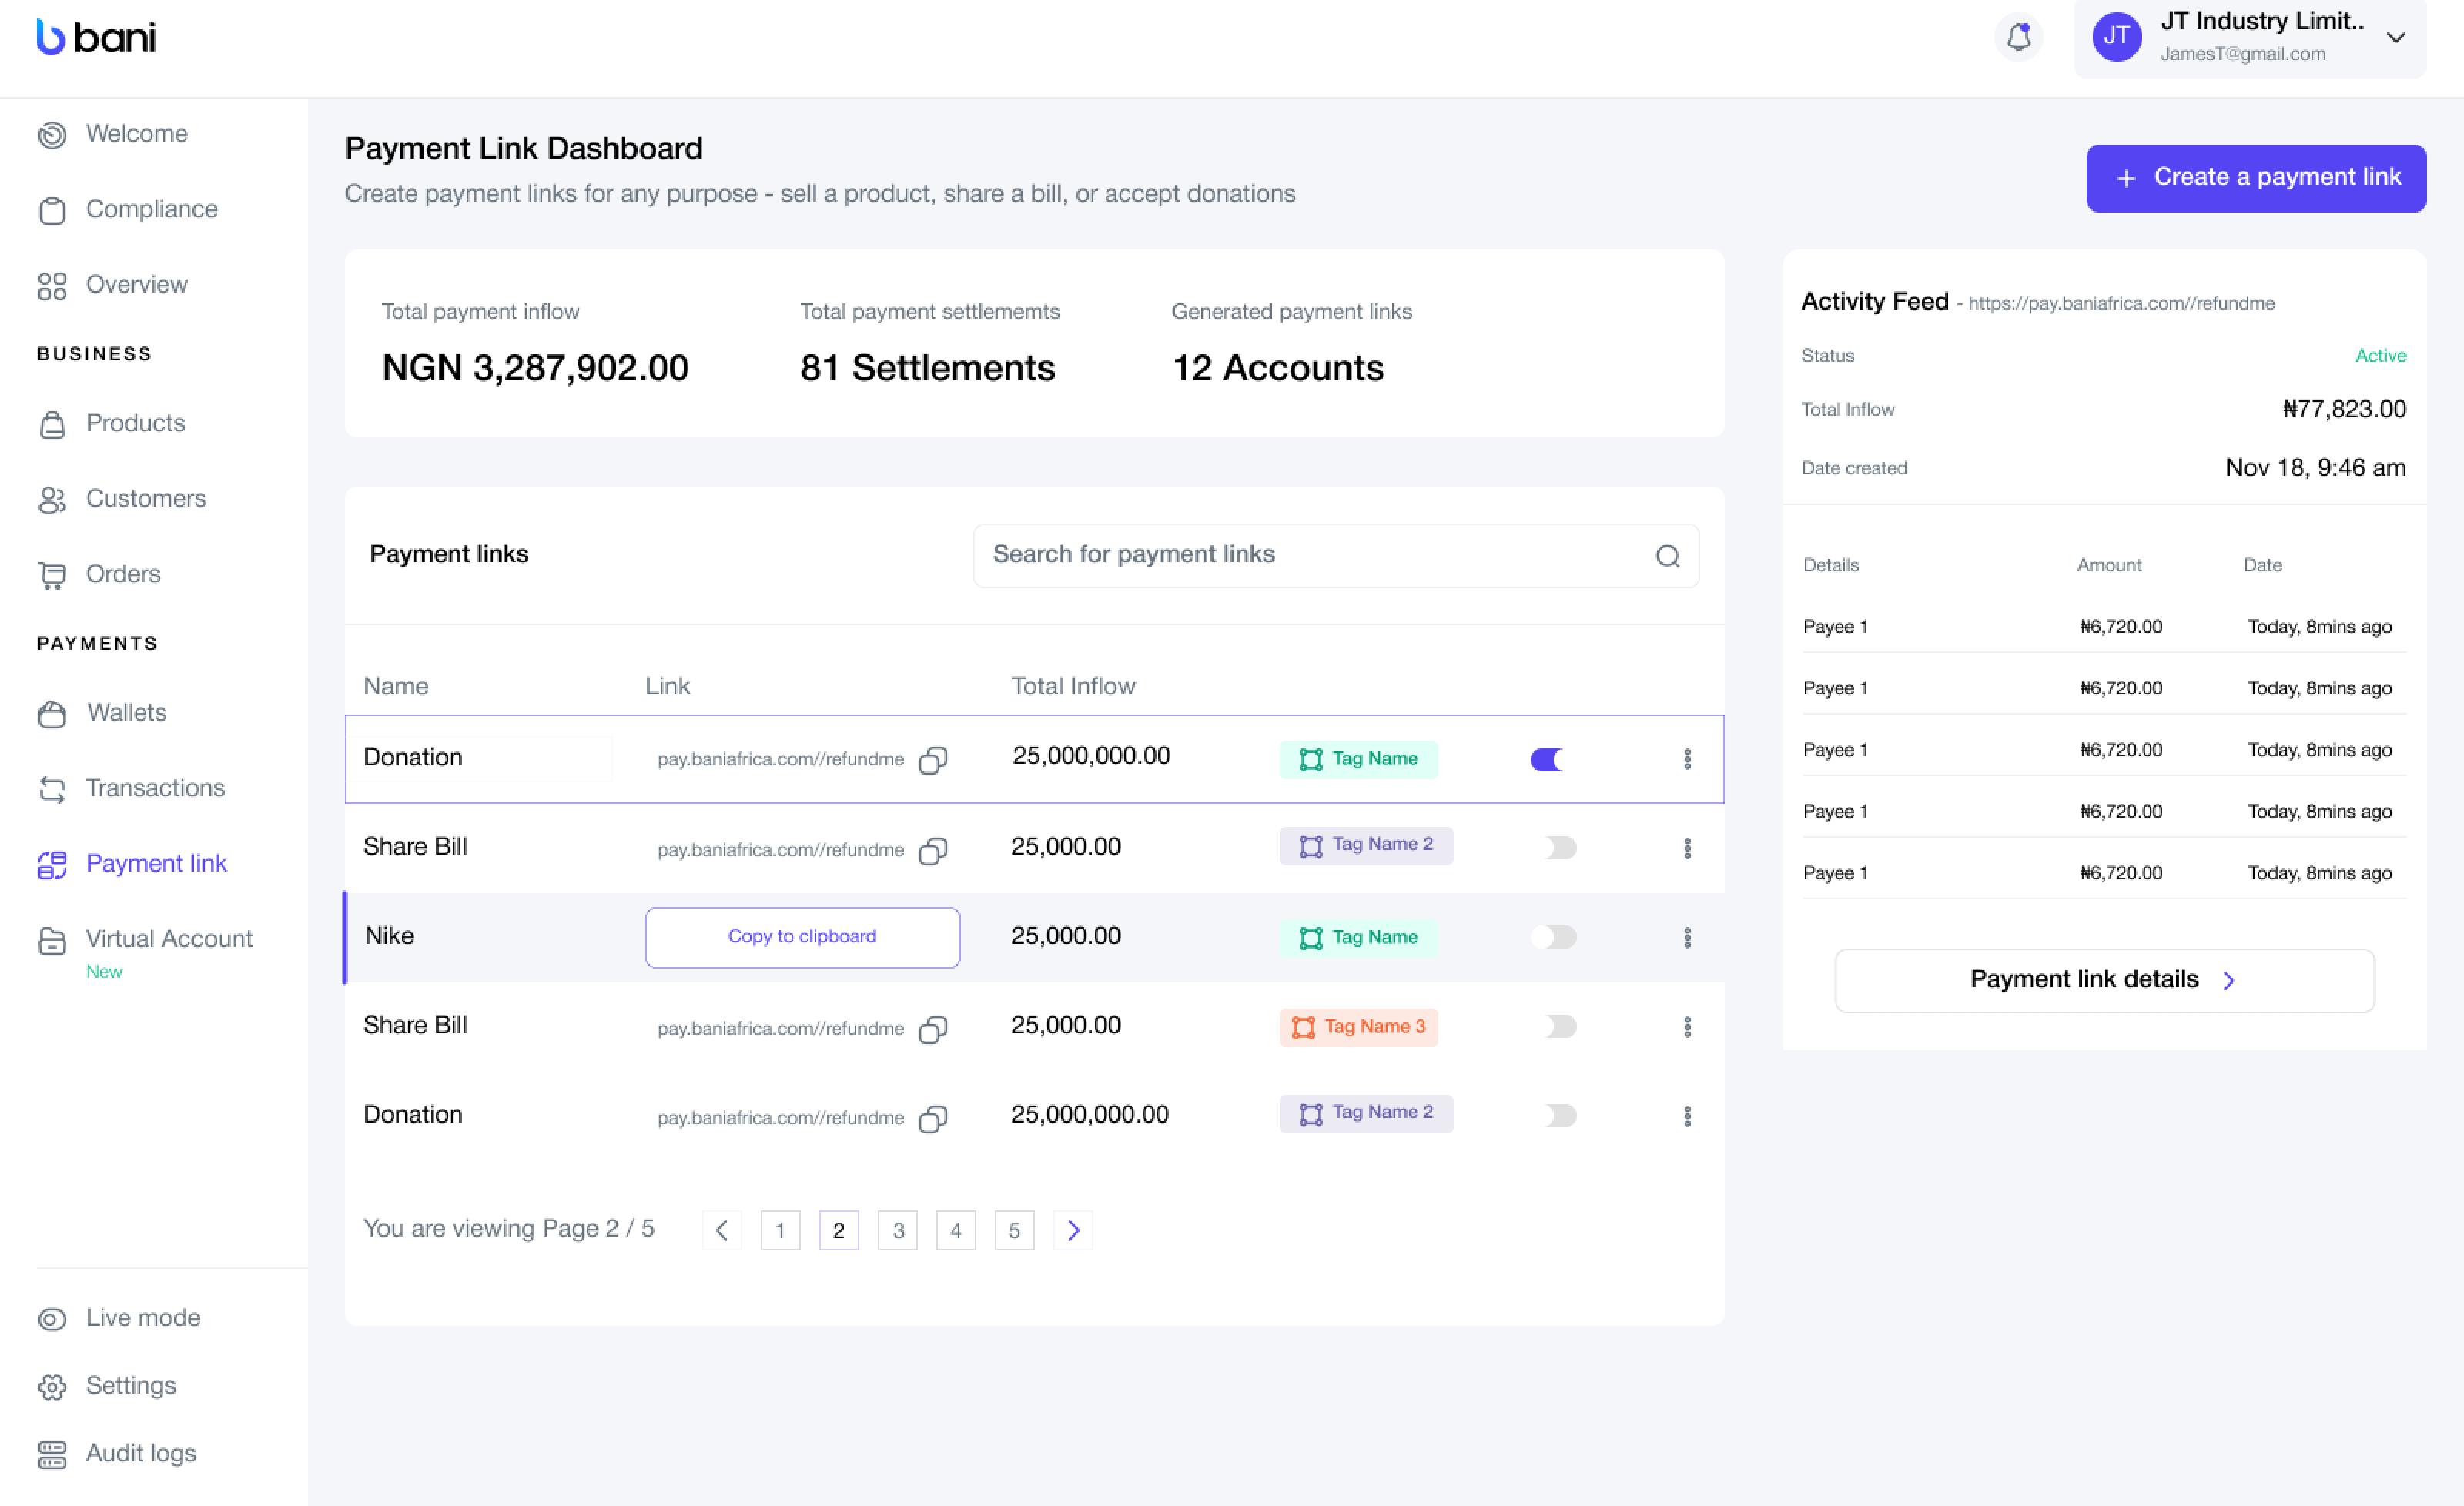 bani
JT
JT Industry Limit..
JamesT@gmail.com
Welcome
Compliance
Overview
BUSINESS
Products
Customers
Orders
PAYMENTS
Wallets
Transactions
Payment link
Virtual Account
New
Live mode
Settings
Audit logs
Payment Link Dashboard
Create payment links for any purpose - sell a product, share a bill, or accept donations
+ Create a payment link
Total payment inflow
NGN 3,287,902.00
Total payment settlememts
81 Settlements
Generated payment links
12 Accounts
Payment links
Search for payment links
Name Link Total Inflow
Donation pay.baniafrica.com//refundme 25,000,000.00 Tag Name
Share Bill pay.baniafrica.com//refundme 25,000.00 Tag Name 2
Nike Copy to clipboard 25,000.00 Tag Name
Share Bill pay.baniafrica.com//refundme 25,000.00 Tag Name 3
Donation pay.baniafrica.com//refundme 25,000,000.00 Tag Name 2
You are viewing Page 2 / 5 1 2 3 4 5
Activity Feed - https://pay.baniafrica.com//refundme
Status Active
Total Inflow ₦77,823.00
Date created Nov 18, 9:46 am
Details Amount Date
Payee 1 ₦6,720.00 Today, 8mins ago
Payee 1 ₦6,720.00 Today, 8mins ago
Payee 1 ₦6,720.00 Today, 8mins ago
Payee 1 ₦6,720.00 Today, 8mins ago
Payee 1 ₦6,720.00 Today, 8mins ago
Payment link details